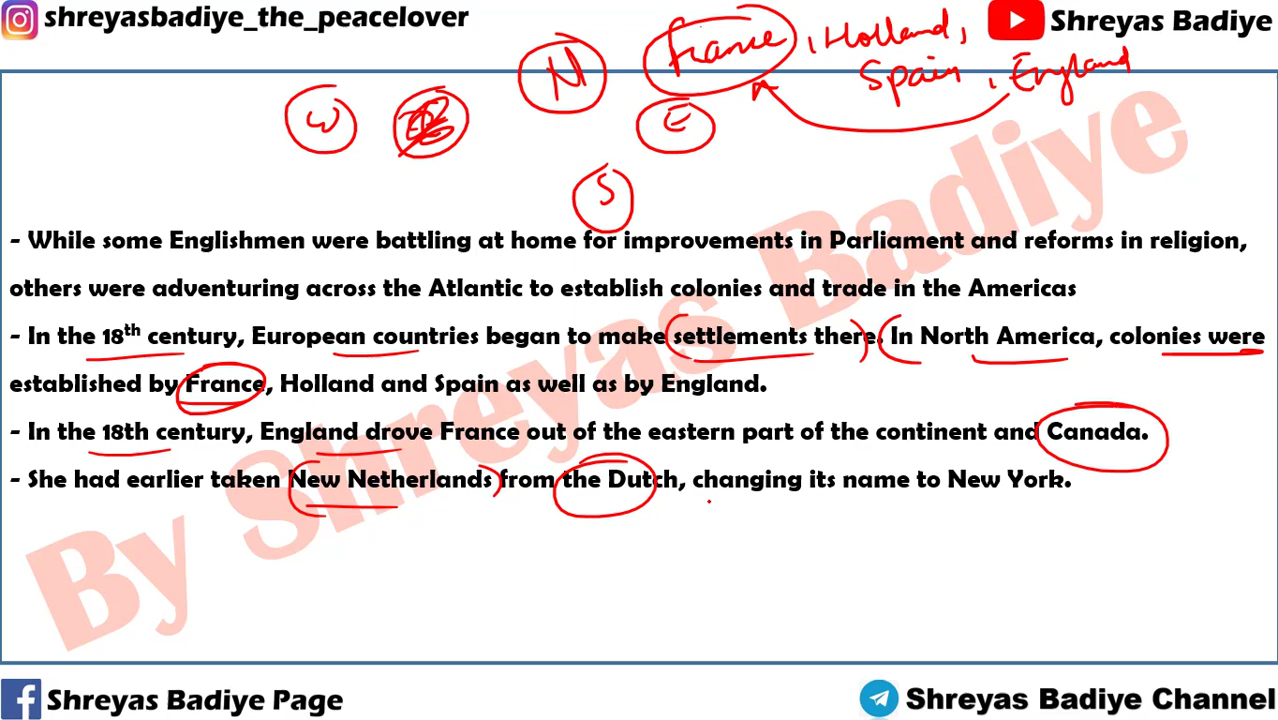 shreyasbadiye_the_peacelover
Shreyas Badiye
France, Holland,
Spain, England
N
W
E
S
- While some Englishmen were battling at home for improvements in Parliament and reforms in religion,
others were adventuring across the Atlantic to establish colonies and trade in the Americas
- In the 18th century, European countries began to make settlements there. In North America, colonies were
established by France, Holland and Spain as well as by England.
- In the 18th century, England drove France out of the eastern part of the continent and Canada.
- She had earlier taken New Netherlands from the Dutch, changing its name to New York.
By Shreyas Badiye
Shreyas Badiye Page
Shreyas Badiye Channel